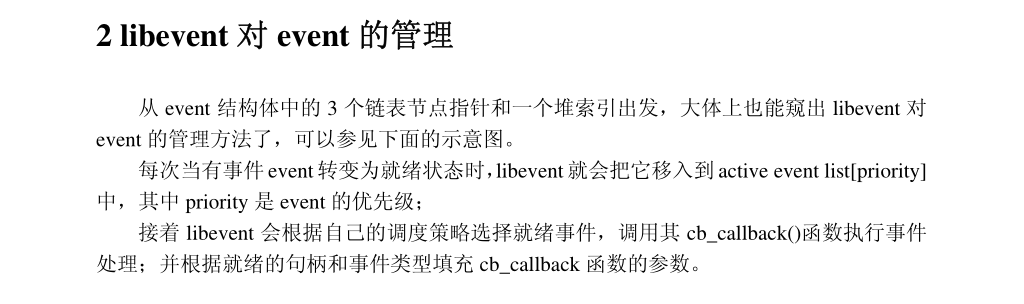 2 libevent 对 event 的管理
从 event 结构体中的 3 个链表节点指针和一个堆索引出发，大体上也能窥出 libevent 对
event 的管理方法了，可以参见下面的示意图。
每次当有事件 event 转变为就绪状态时，libevent 就会把它移入到 active event list[priority]
中，其中 priority 是 event 的优先级；
接着 libevent 会根据自己的调度策略选择就绪事件，调用其 cb_callback()函数执行事件
处理；并根据就绪的句柄和事件类型填充 cb_callback 函数的参数。